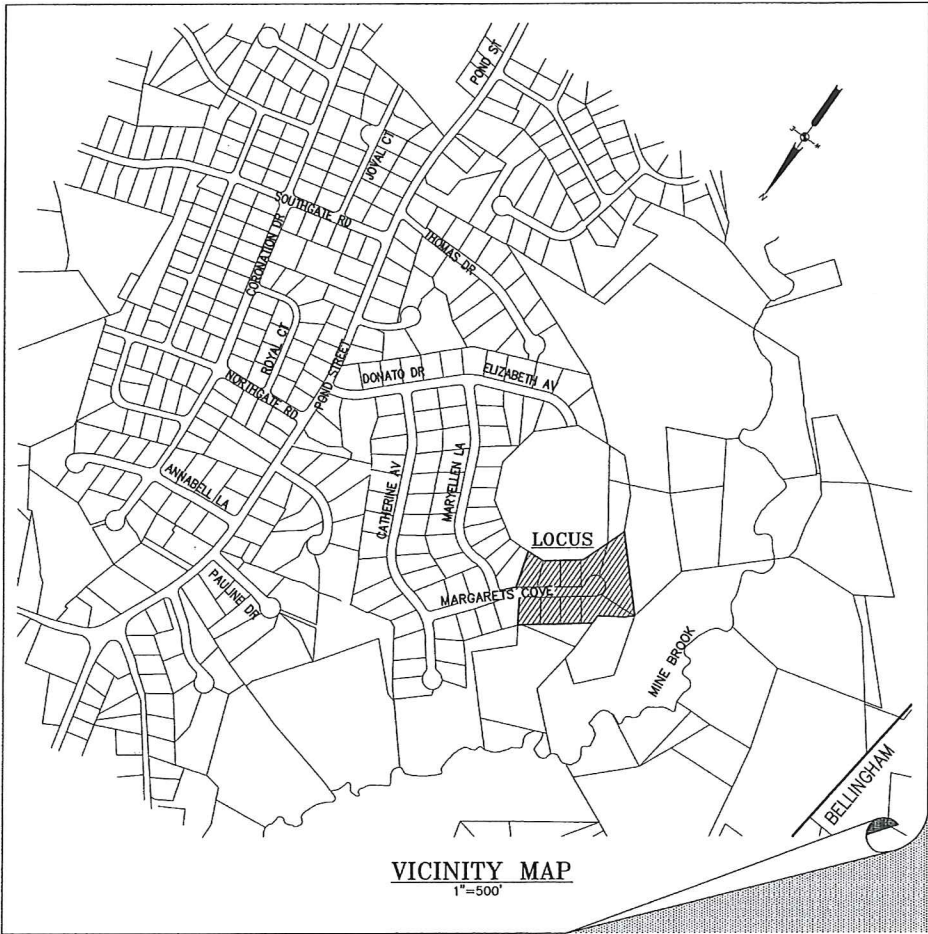 POND ST
JOVAL CT
SOUTHGATE RD
CORONATION DR
THOMAS DR
ROYAL CT
POND STREET
DONATO DR
ELIZABETH AV
NORTHGATE RD
ANNABELL LA
CATHERINE AV
MARYELLEN LA
LOCUS
PAULINE DR
MARGARETS COVE
MINE BROOK
BELLINGHAM
VICINITY MAP
1"=500'